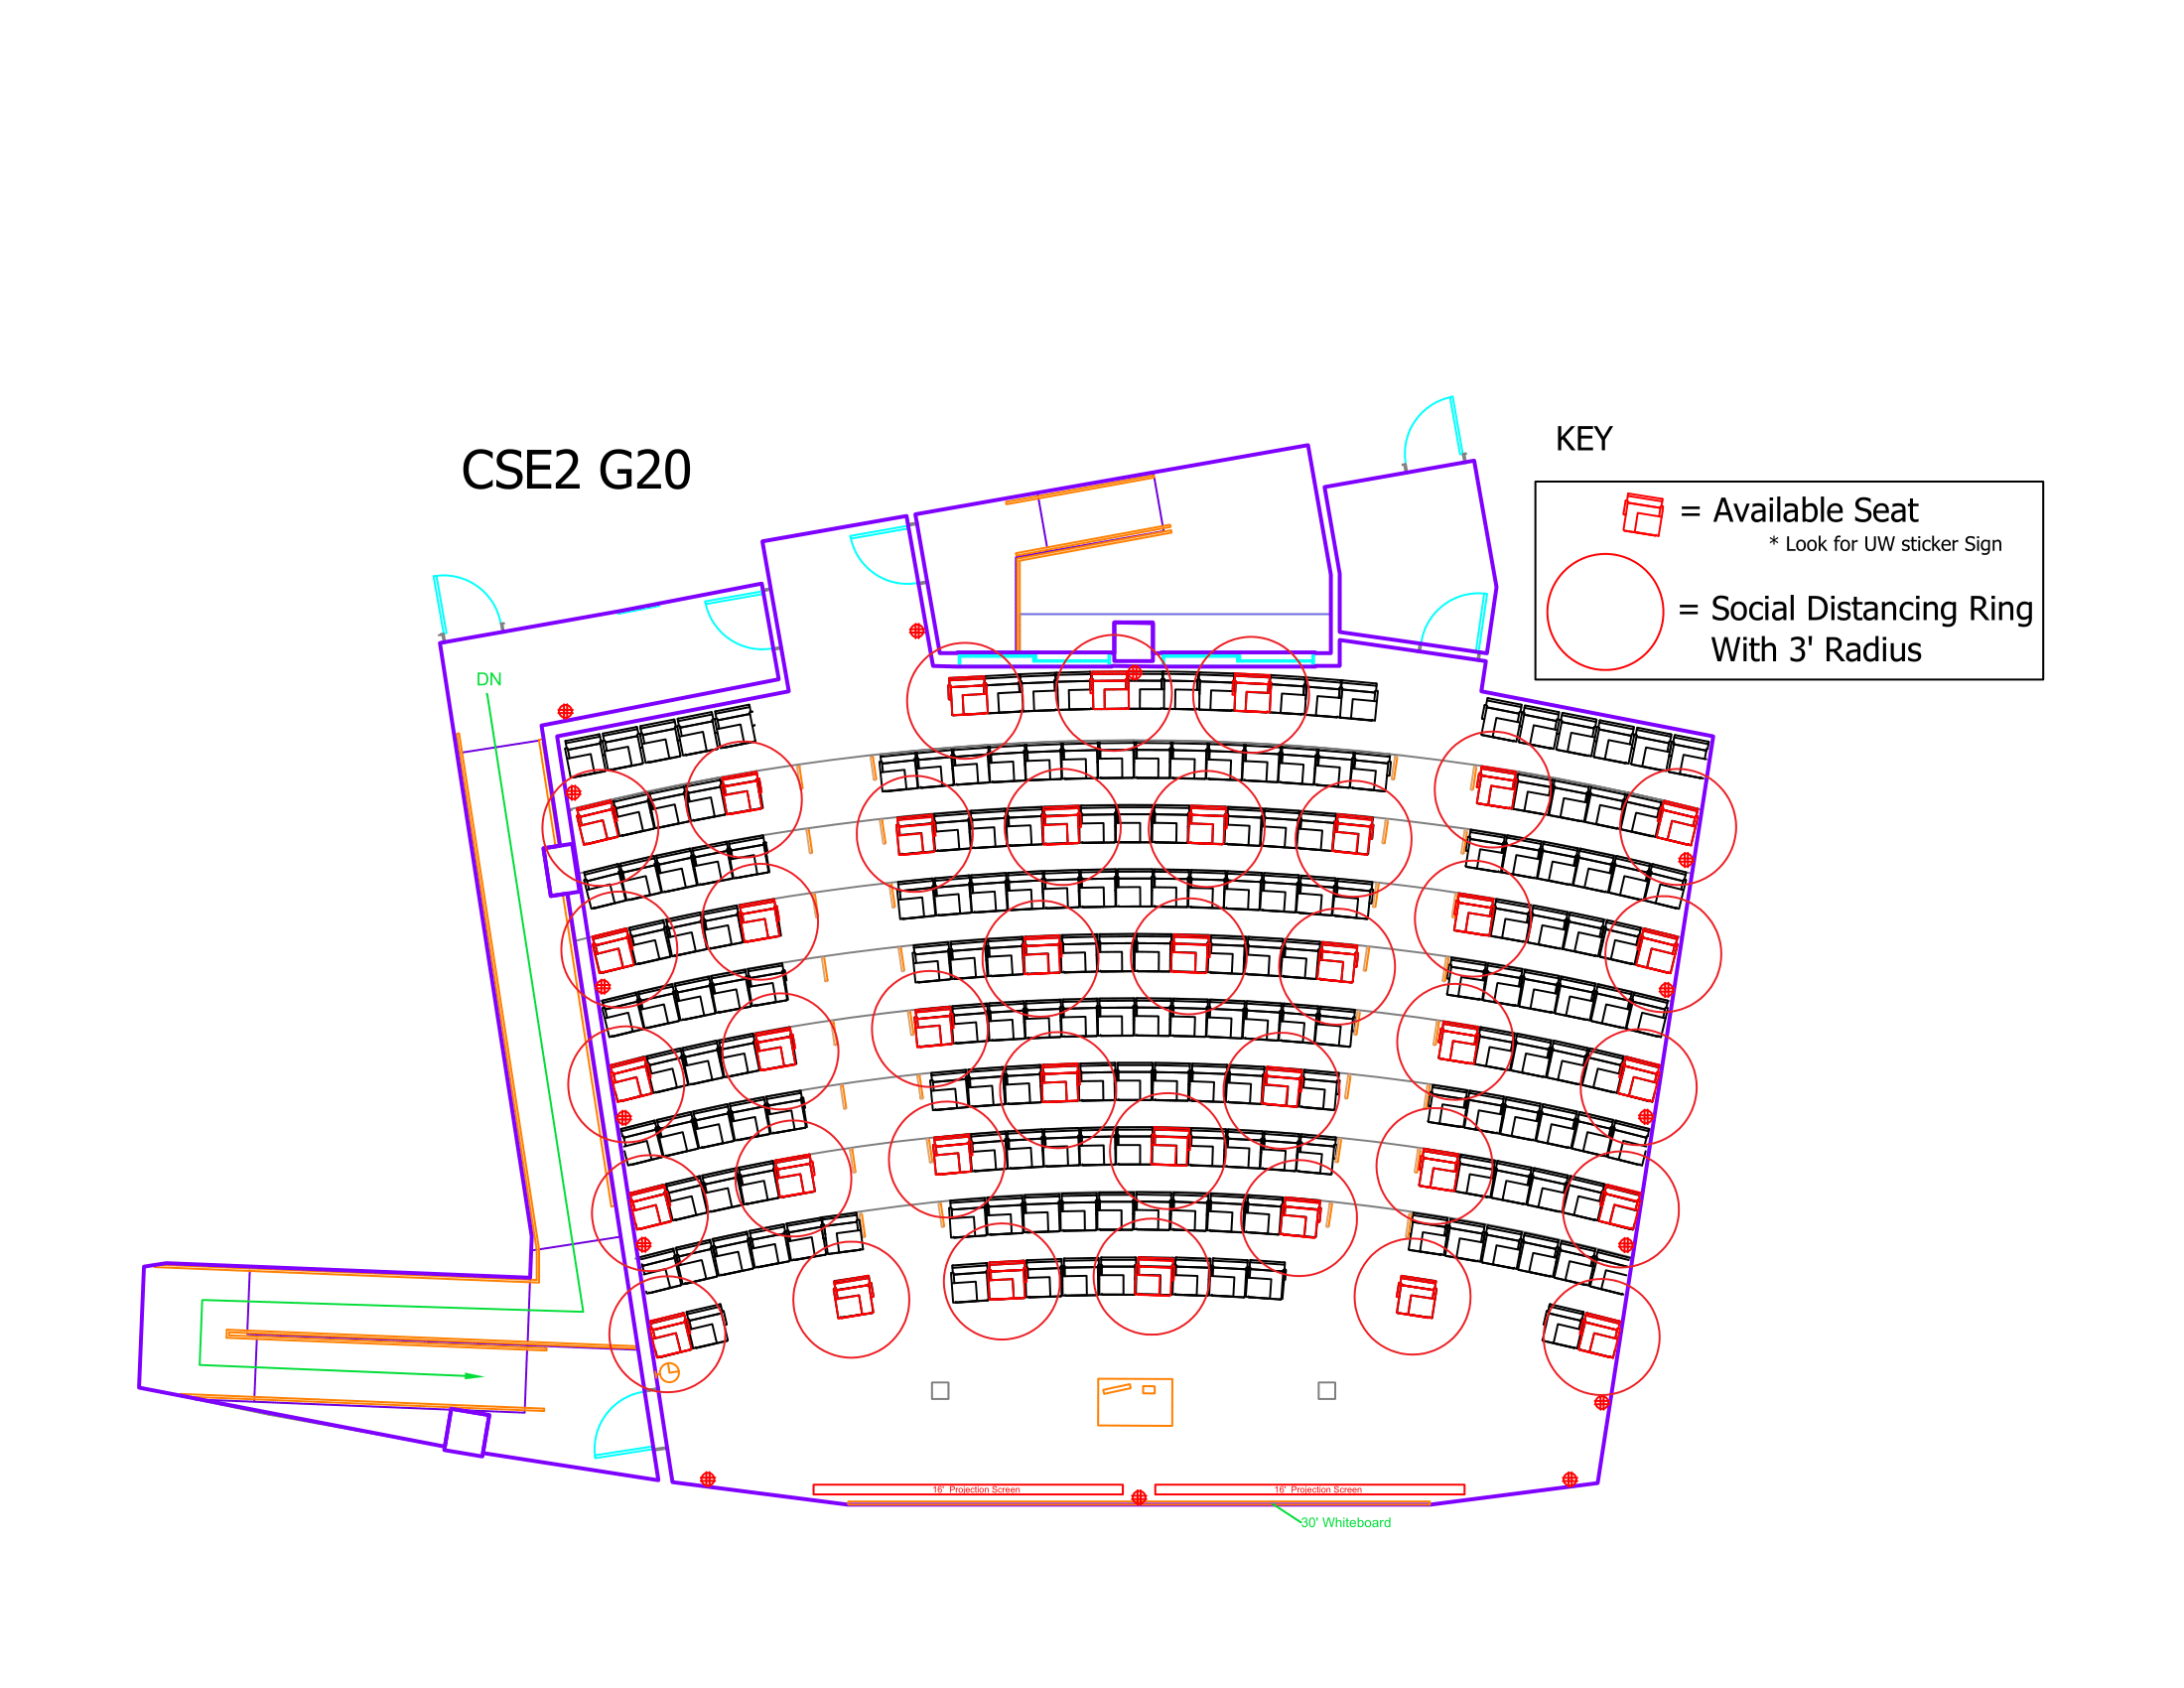 CSE2 G20
KEY
= Available Seat
* Look for UW sticker Sign
= Social Distancing Ring
With 3' Radius
DN
16' Projection Screen
16' Projection Screen
30' Whiteboard